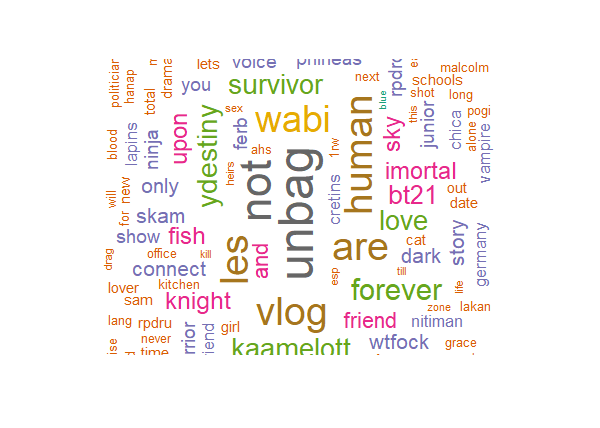 lets
voice
phineas
next
malcolm
politician
hanap
drama
you
survivor
rpdr
schools
total
sex
blue
shot
this
long
wabi
human
sky
junior
chica
pogi
alone
vampire
blood
lapins
ninja
upon
ydestiny
ferb
ahs
not
unbag
1rw
imortal
will
for
new
only
heirs
cretins
bt21
out
date
skam
love
show
fish
les
and
are
cat
dark
story
germany
drag
office
kill
connect
esp
till
life
lover
kitchen
sam
knight
forever
zone
lakan
vlog
lang
rpdru
girl
friend
nitiman
never
time
kaamelott
wtfock
grace